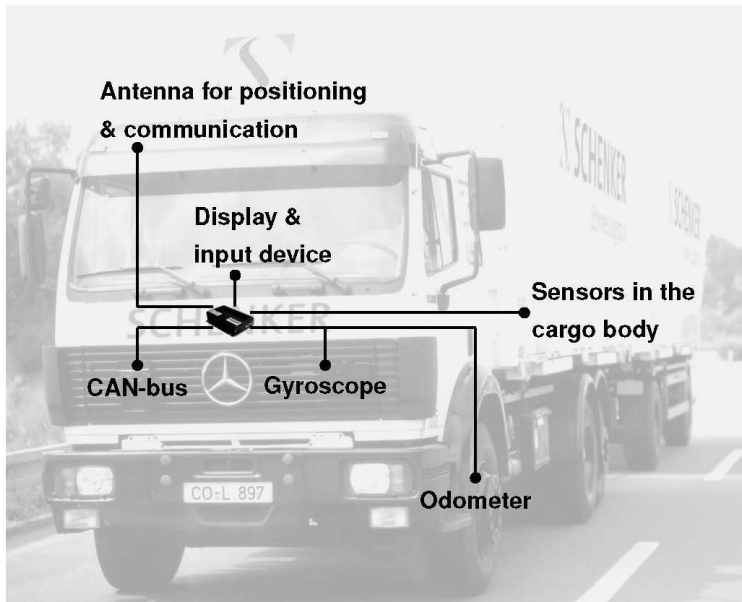 Antenna for positioning
& communication
SCHENKER
SCHENKER
Display &
input device
Sensors in the
cargo body
SCHENKER
CAN-bus
Gyroscope
CO-L 897
Odometer